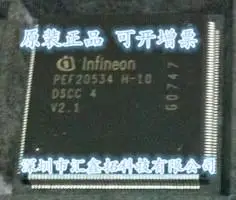 原装正品 可开增票
infineon
PEF20534 H-10
DSCC 4
V2.1
G0747
深圳市汇鑫拓科技有限公司